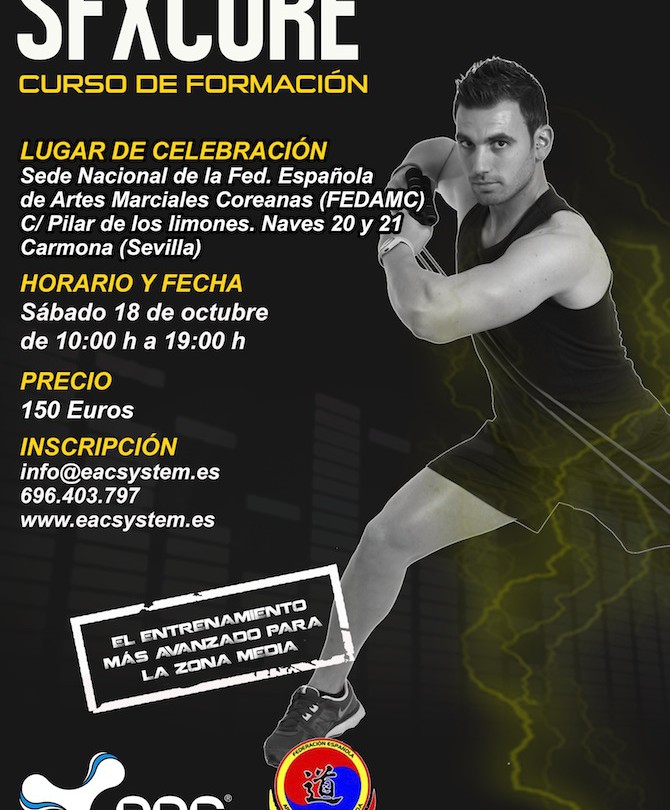 SFXCORE
CURSO DE FORMACIÓN
LUGAR DE CELEBRACIÓN
Sede Nacional de la Fed. Española
de Artes Marciales Coreanas (FEDAMC)
C/ Pilar de los limones. Naves 20 y 21
Carmona (Sevilla)
HORARIO Y FECHA
Sábado 18 de octubre
de 10:00 h a 19:00 h
PRECIO
150 Euros
INSCRIPCIÓN
info@eacsystem.es
696.403.797
www.eacsystem.es
EL ENTRENAMIENTO
MÁS AVANZADO PARA
LA ZONA MEDIA
®
FEDERACIÓN ESPAÑOLA
道